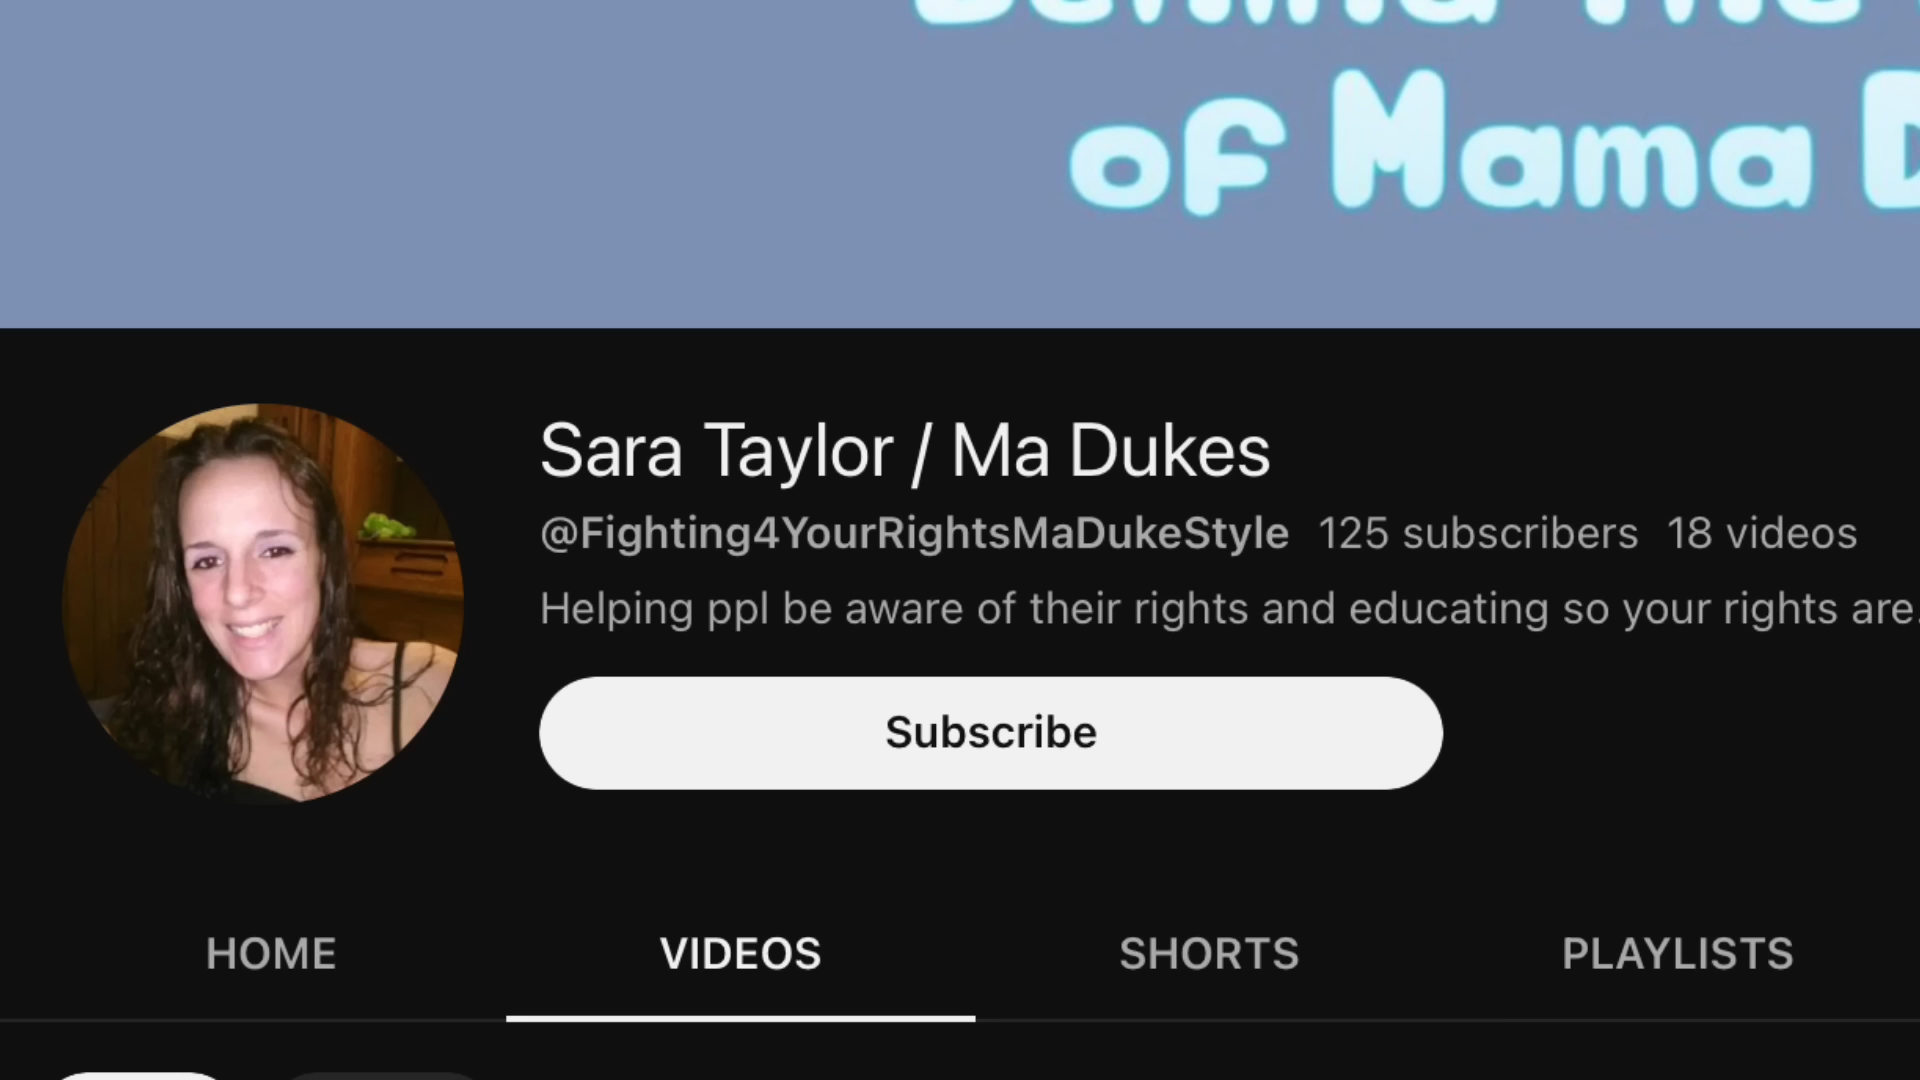 of Mama
Sara Taylor / Ma Dukes
@Fighting4YourRightsMaDukeStyle 125 subscribers 18 videos
Helping ppl be aware of their rights and educating so your rights are.
Subscribe
HOME VIDEOS SHORTS PLAYLISTS